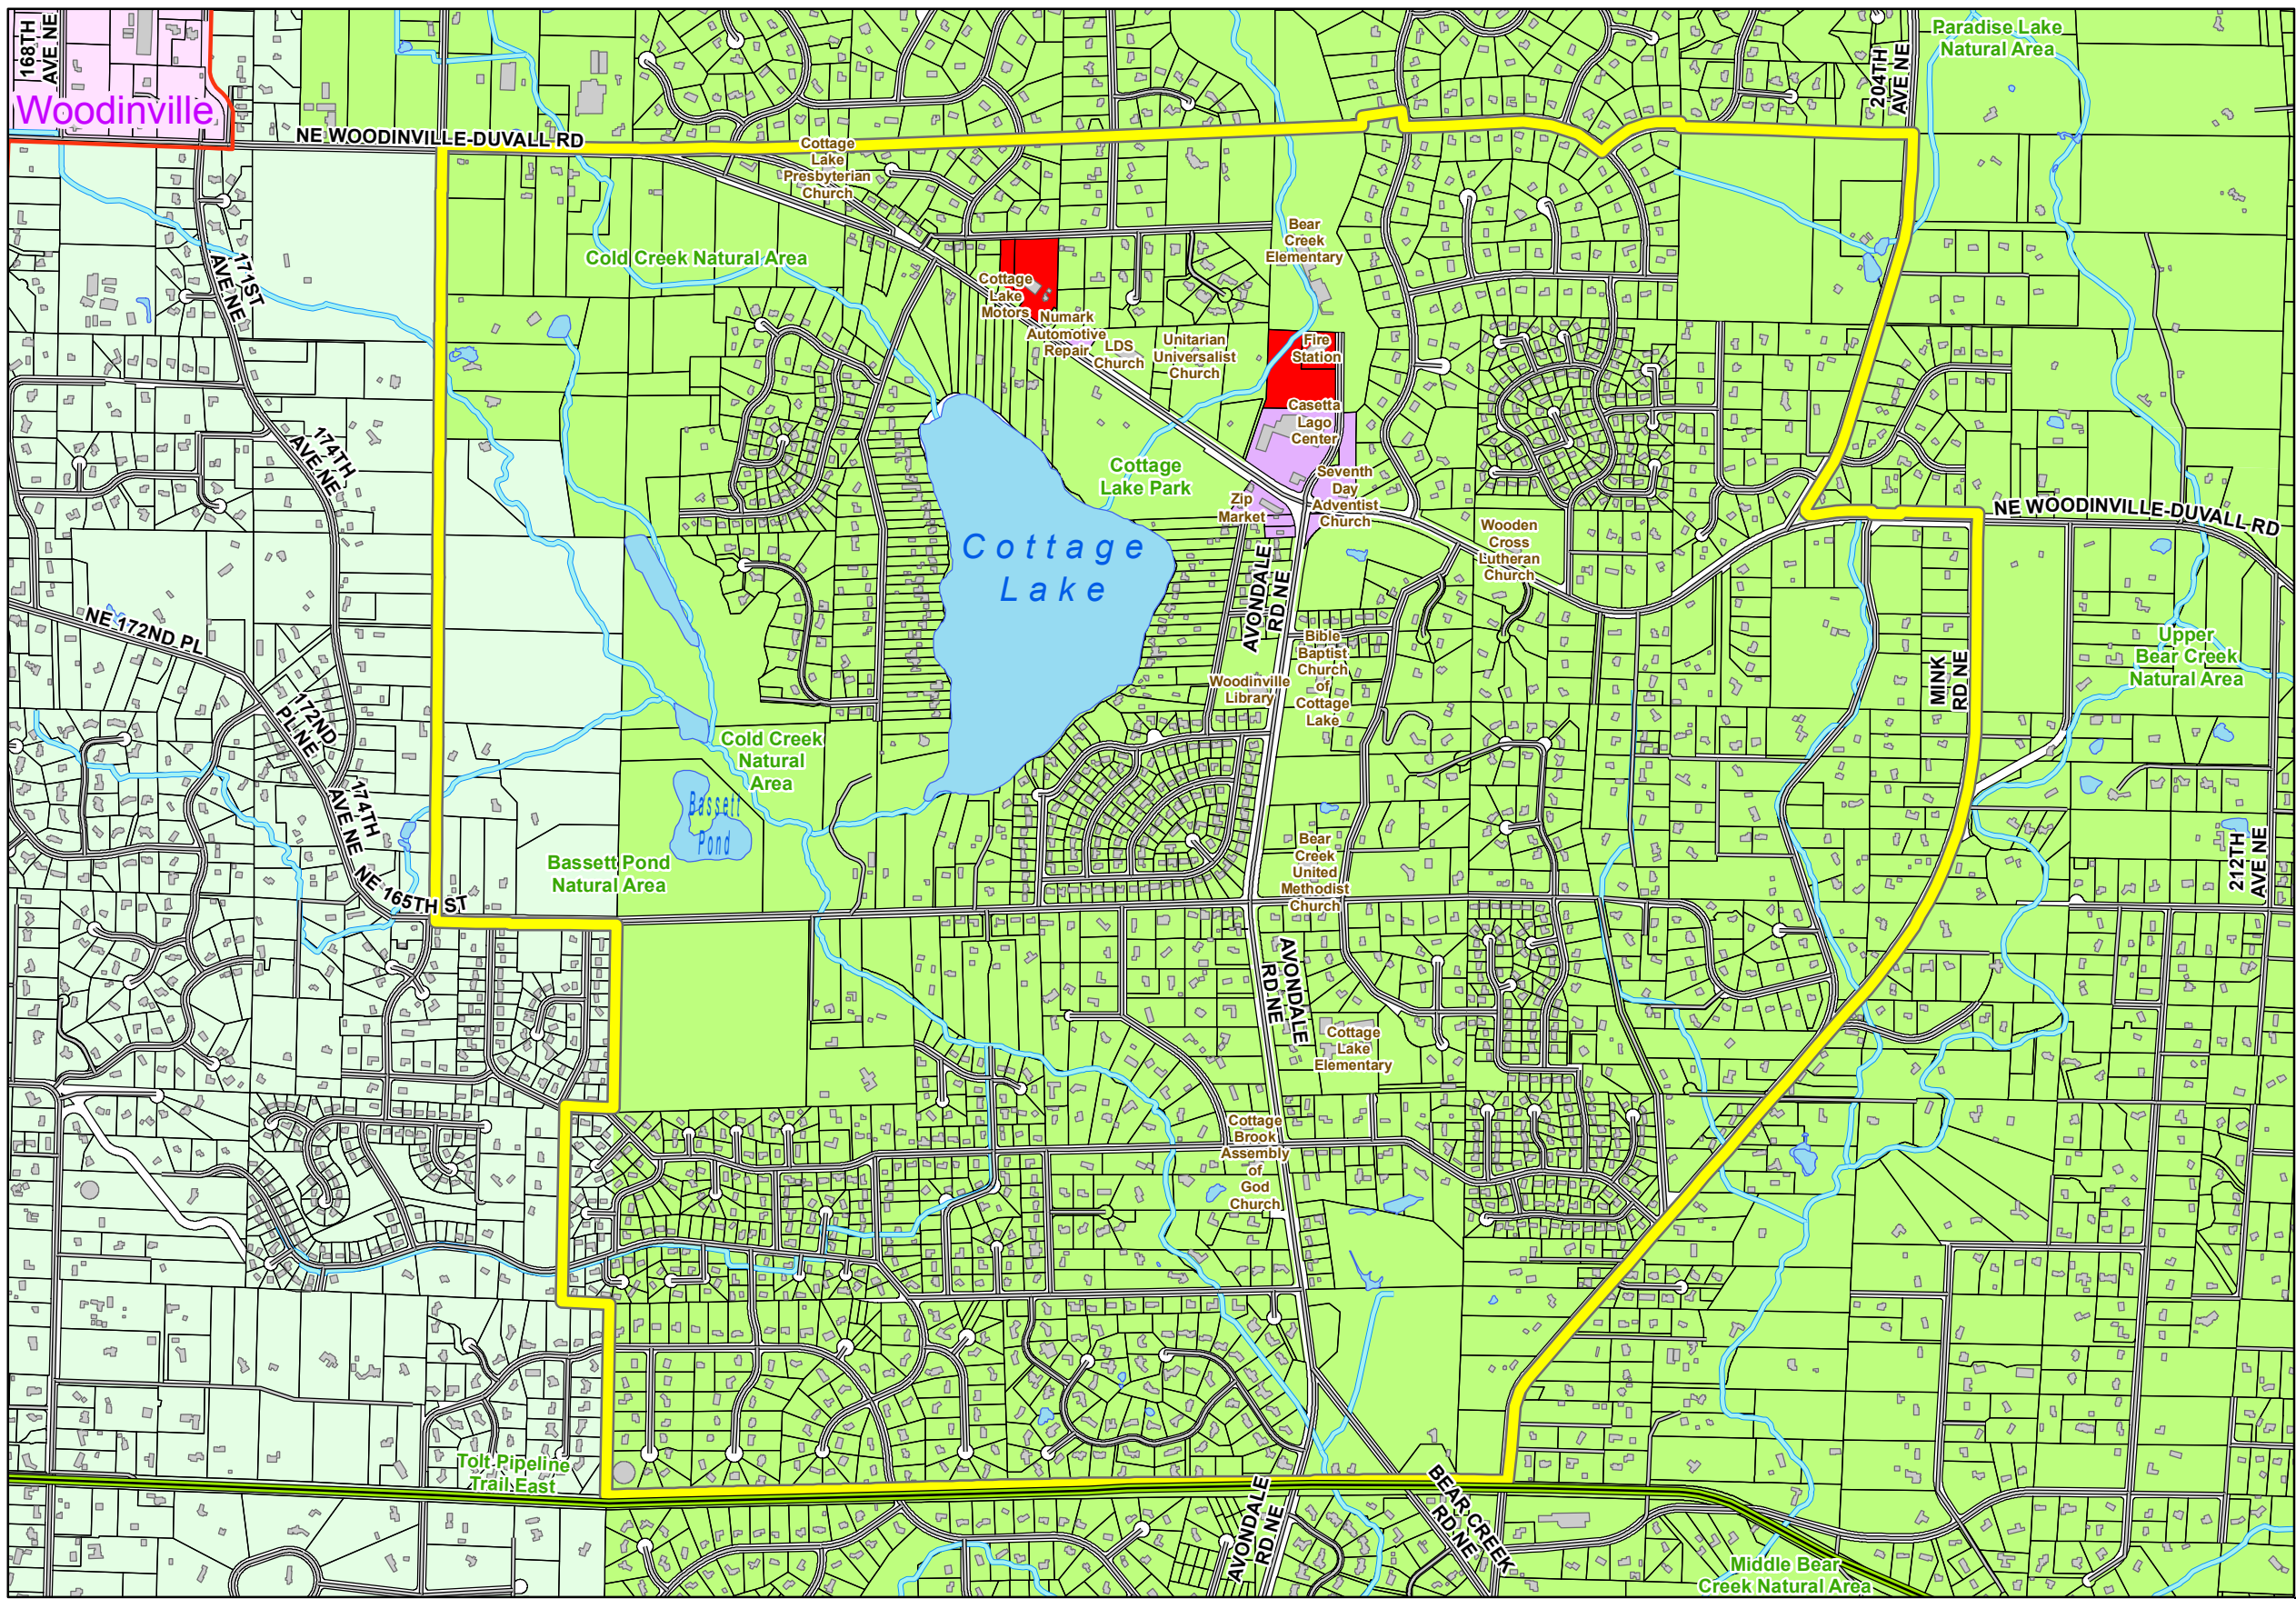 168TH
AVE NE
Woodinville
NE WOODINVILLE-DUVALL RD
204TH
AVE NE
Paradise Lake
Natural Area
Cottage
Lake
Presbyterian
Church
171ST
AVE NE
Cold Creek Natural Area
Bear
Creek
Elementary
Cottage
Lake
Motors
Numark
Automotive
Repair
LDS
Church
Unitarian
Universalist
Church
Fire
Station
Casetta
Lago
Center
174TH
AVE NE
Cottage
Lake Park
Seventh
Day
Adventist
Church
Zip
Market
Wooden
Cross
Lutheran
Church
NE WOODINVILLE-DUVALL RD
Cottage
Lake
AVONDALE
RD NE
NE 172ND PL
Bible
Baptist
Church
of
Cottage
Lake
Woodinville
Library
MINK
RD NE
Upper
Bear Creek
Natural Area
172ND
PL NE
Cold Creek
Natural
Area
174TH
AVE NE
Bassett
Pond
Bassett Pond
Natural Area
Bear
Creek
United
Methodist
Church
212TH
AVE NE
NE 165TH ST
AVONDALE
RD NE
Cottage
Lake
Elementary
Cottage
Brook
Assembly
of
God
Church
Tolt Pipeline
Trail East
AVONDALE
RD NE
BEAR CREEK
RD NE
Middle Bear
Creek Natural Area